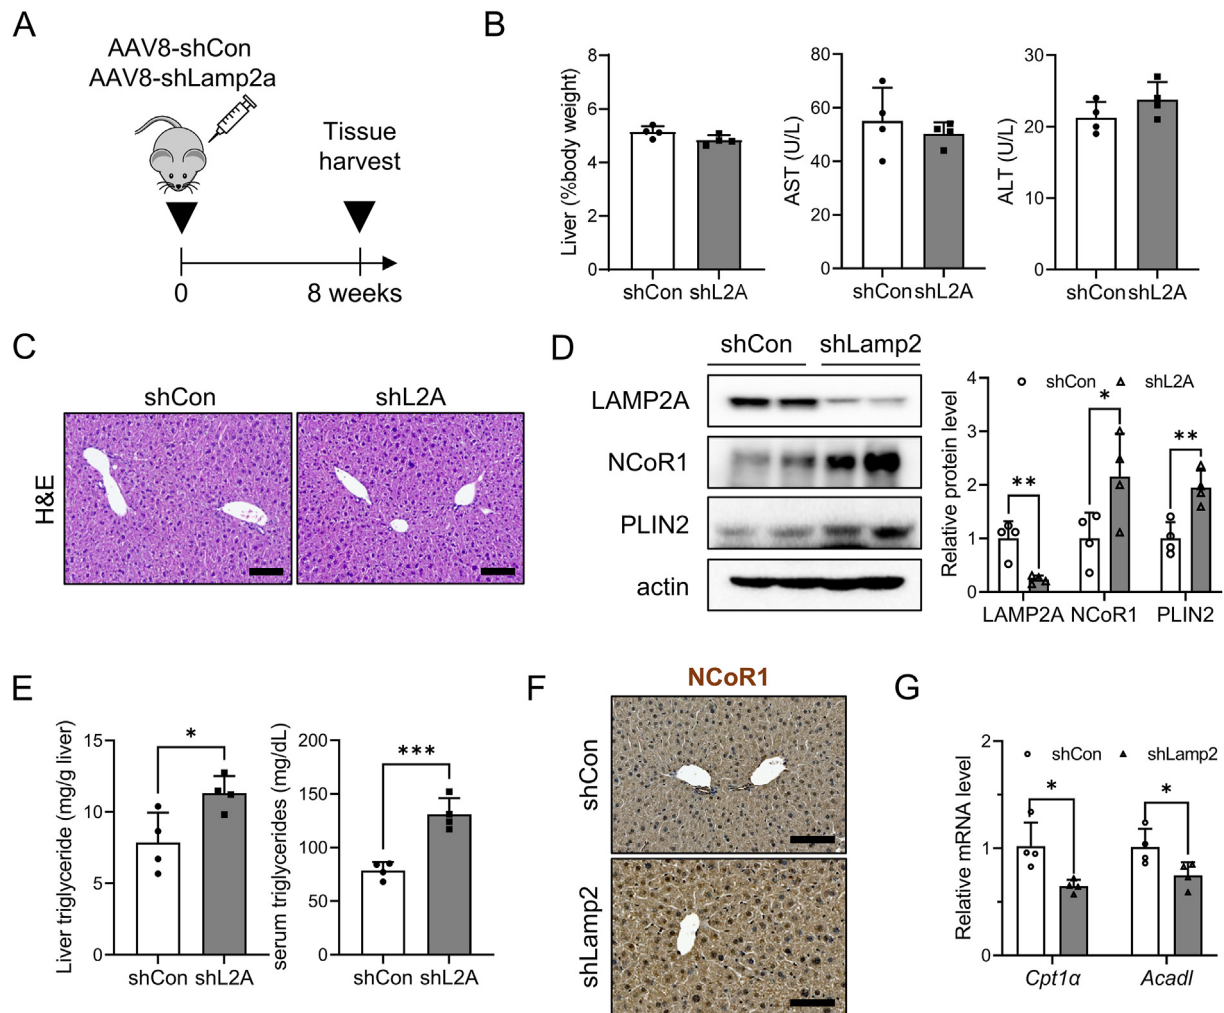 A
AAV8-shCon
AAV8-shLamp2a
Tissue
harvest
0
8 weeks
B
Liver (%body weight)
8
6
4
2
0
shCon shL2A
AST (U/L)
80
60
40
20
0
shCon shL2A
ALT (U/L)
30
20
10
0
shCon shL2A
C
shCon
shL2A
H&E
D
shCon
shLamp2
LAMP2A
NCoR1
PLIN2
actin
Relative protein level
4
3
2
1
0
shCon
shL2A
**
*
**
LAMP2A NCoR1 PLIN2
E
Liver triglyceride (mg/g liver)
15
10
5
0
*
shCon shL2A
serum triglycerides (mg/dL)
200
150
100
50
0
***
shCon shL2A
F
NCoR1
shCon
shLamp2
G
Relative mRNA level
2
1
0
shCon
shLamp2
*
*
Cpt1α
Acadl